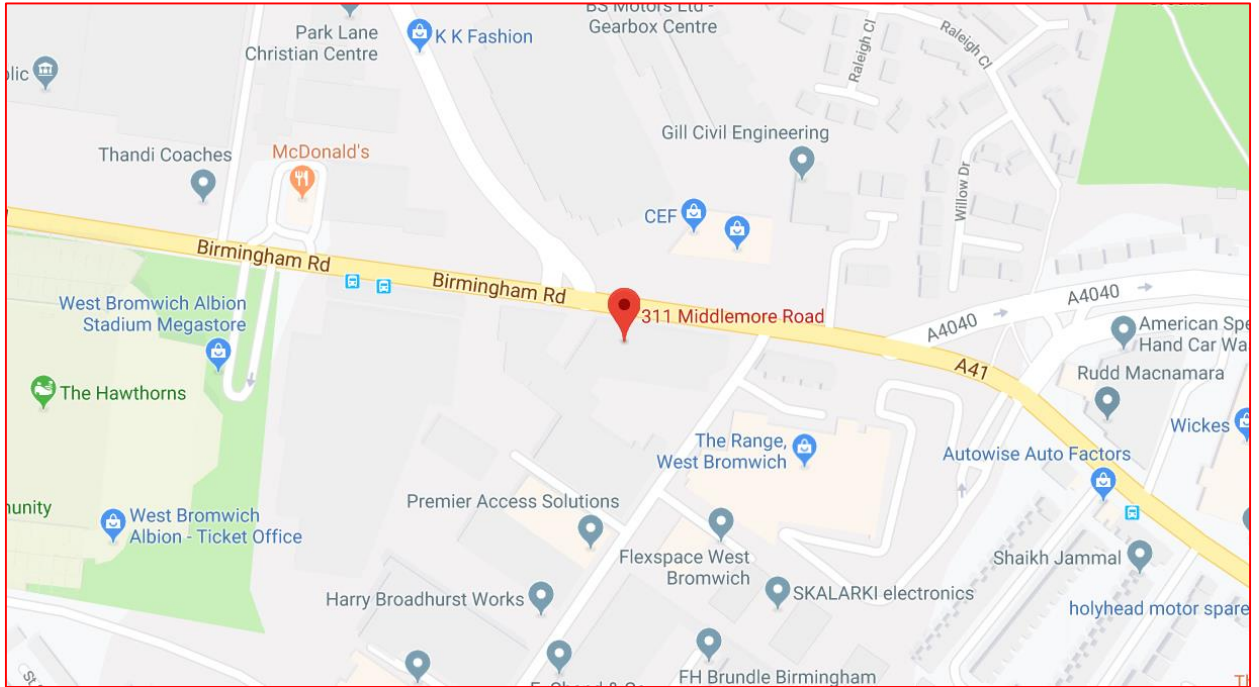 BS Motors Ltd -
Gearbox Centre
Park Lane
Christian Centre
K K Fashion
Raleigh Cl
Raleigh Cl
Gill Civil Engineering
Thandi Coaches
McDonald's
Willow Dr
CEF
Birmingham Rd
Birmingham Rd
A4040
A4040
West Bromwich Albion
Stadium Megastore
311 Middlemore Road
American Spe
Hand Car Wa
A41
Rudd Macnamara
The Hawthorns
Wickes
The Range,
West Bromwich
Autowise Auto Factors
Premier Access Solutions
munity
West Bromwich
Albion - Ticket Office
Flexspace West
Bromwich
Shaikh Jammal
SKALARKI electronics
Harry Broadhurst Works
holyhead motor spare
FH Brundle Birmingham